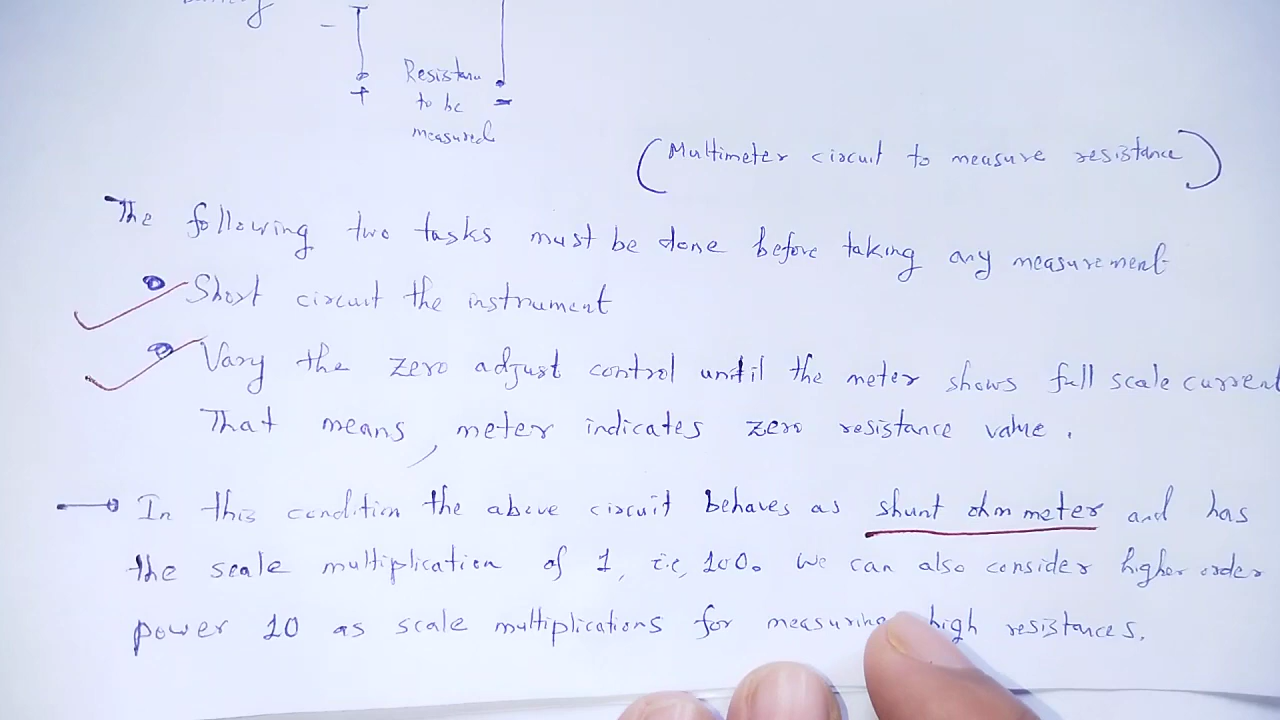 −
+ Resistance −
to be
measured
(Multimeter circuit to measure resistance)
The following two tasks must be done before taking any measurement
• Short circuit the instrument
• Vary the zero adjust control until the meter shows full scale current
That means, meter indicates zero resistance value.
In this condition the above circuit behaves as shunt ohm meter and has
the scale multiplication of 1, i.e, 100. We can also consider higher order
power 10 as scale multiplications for measuring high resistances.